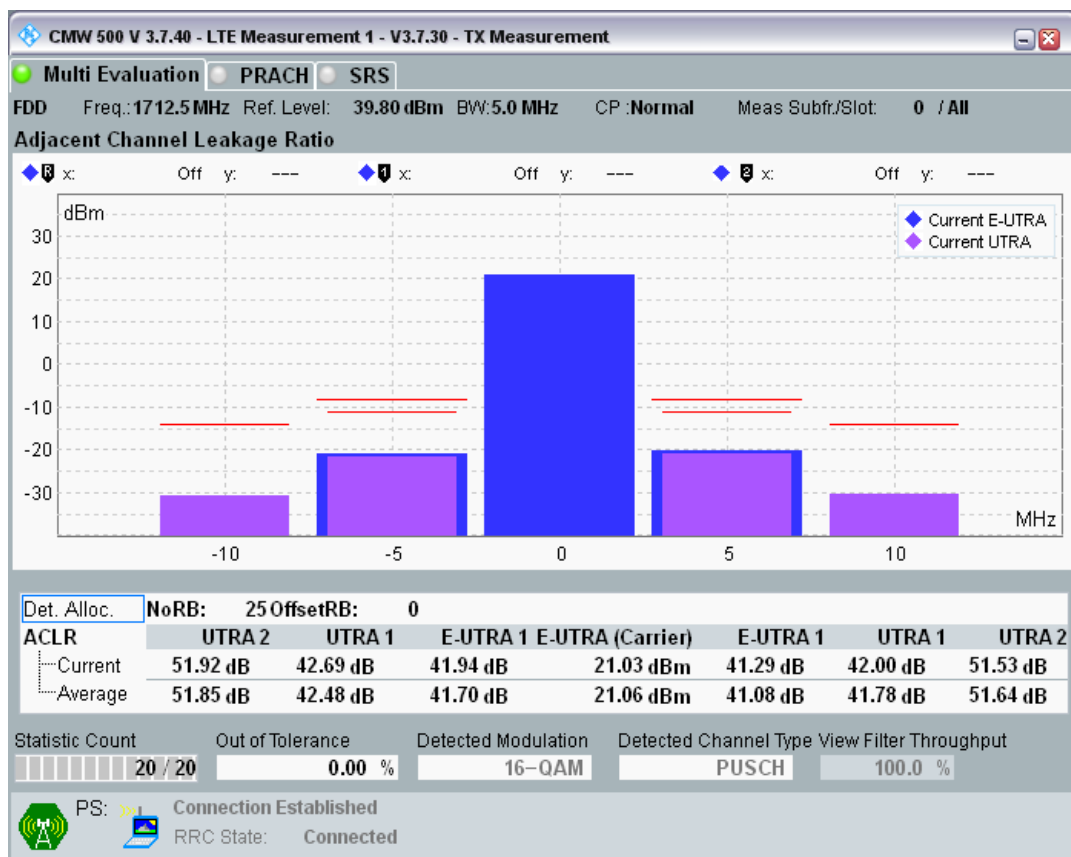 CMW 500 V 3.7.40 - LTE Measurement 1 - V3.7.30 - TX Measurement
Multi Evaluation PRACH SRS
FDD Freq.:1712.5 MHz Ref. Level: 39.80 dBm BW:5.0 MHz CP :Normal Meas Subfr./Slot: 0 / All
Adjacent Channel Leakage Ratio
R x: Off y: --- 1 x: Off y: --- 2 x: Off y: ---
dBm
Current E-UTRA
Current UTRA
30
20
10
0
-10
-20
-30
MHz
-10 -5 0 5 10
Det. Alloc. NoRB: 25 OffsetRB: 0
ACLR UTRA 2 UTRA 1 E-UTRA 1 E-UTRA (Carrier) E-UTRA 1 UTRA 1 UTRA 2
Current 51.92 dB 42.69 dB 41.94 dB 21.03 dBm 41.29 dB 42.00 dB 51.53 dB
Average 51.85 dB 42.48 dB 41.70 dB 21.06 dBm 41.08 dB 41.78 dB 51.64 dB
Statistic Count Out of Tolerance Detected Modulation Detected Channel Type View Filter Throughput
20 / 20 0.00 % 16-QAM PUSCH 100.0 %
PS: Connection Established
RRC State: Connected